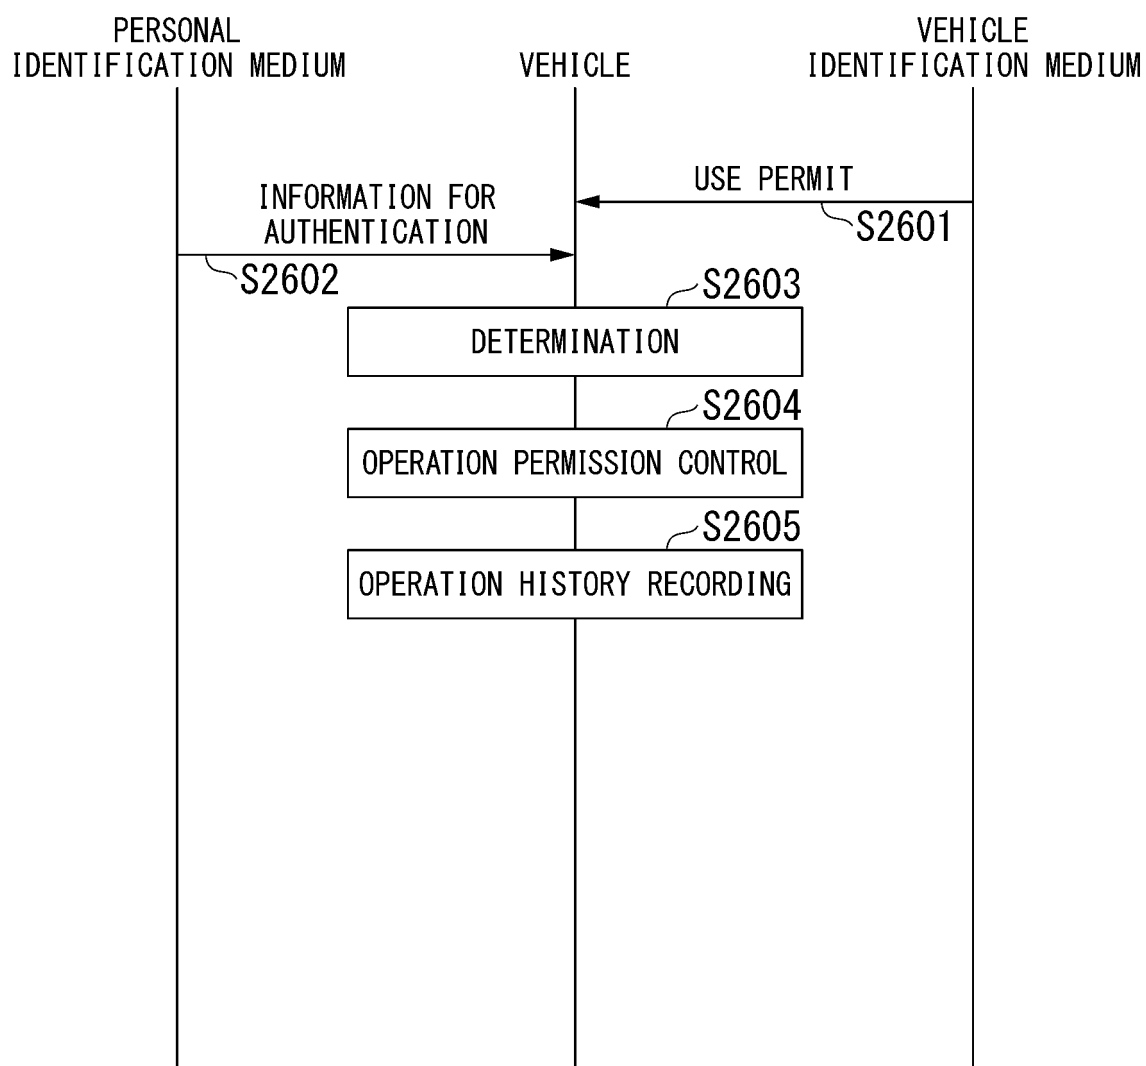 PERSONAL
IDENTIFICATION MEDIUM
VEHICLE
VEHICLE
IDENTIFICATION MEDIUM
USE PERMIT
S2601
INFORMATION FOR
AUTHENTICATION
S2602
S2603
DETERMINATION
S2604
OPERATION PERMISSION CONTROL
S2605
OPERATION HISTORY RECORDING